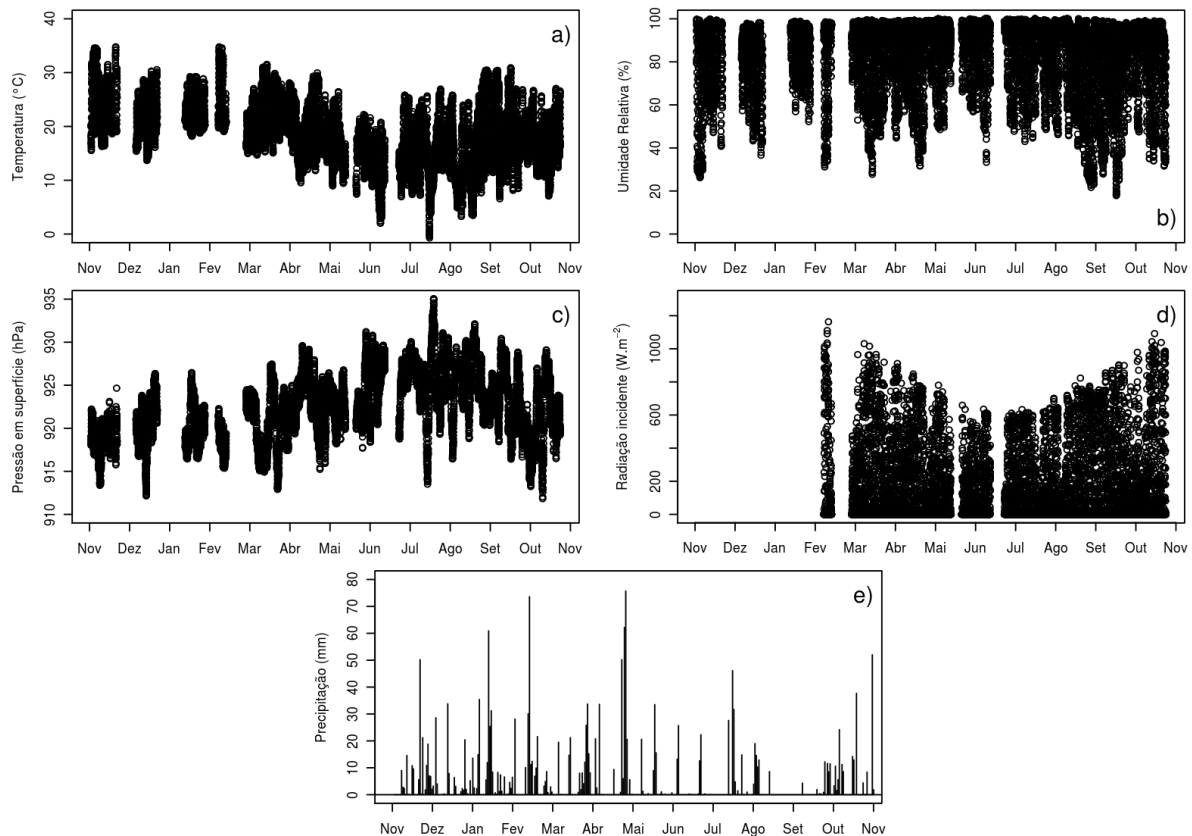 a)
Temperatura (°C)
40
30
20
10
0
Nov Dez Jan Fev Mar Abr Mai Jun Jul Ago Set Out Nov
b)
Umidade Relativa (%)
100
80
60
40
20
0
Nov Dez Jan Fev Mar Abr Mai Jun Jul Ago Set Out Nov
c)
Pressão em superfície (hPa)
935
930
925
920
915
910
Nov Dez Jan Fev Mar Abr Mai Jun Jul Ago Set Out Nov
d)
Radiação incidente (W.m⁻²)
1000
600
200
0
Nov Dez Jan Fev Mar Abr Mai Jun Jul Ago Set Out Nov
e)
Precipitação (mm)
80
70
60
50
40
30
20
10
0
Nov Dez Jan Fev Mar Abr Mai Jun Jul Ago Set Out Nov